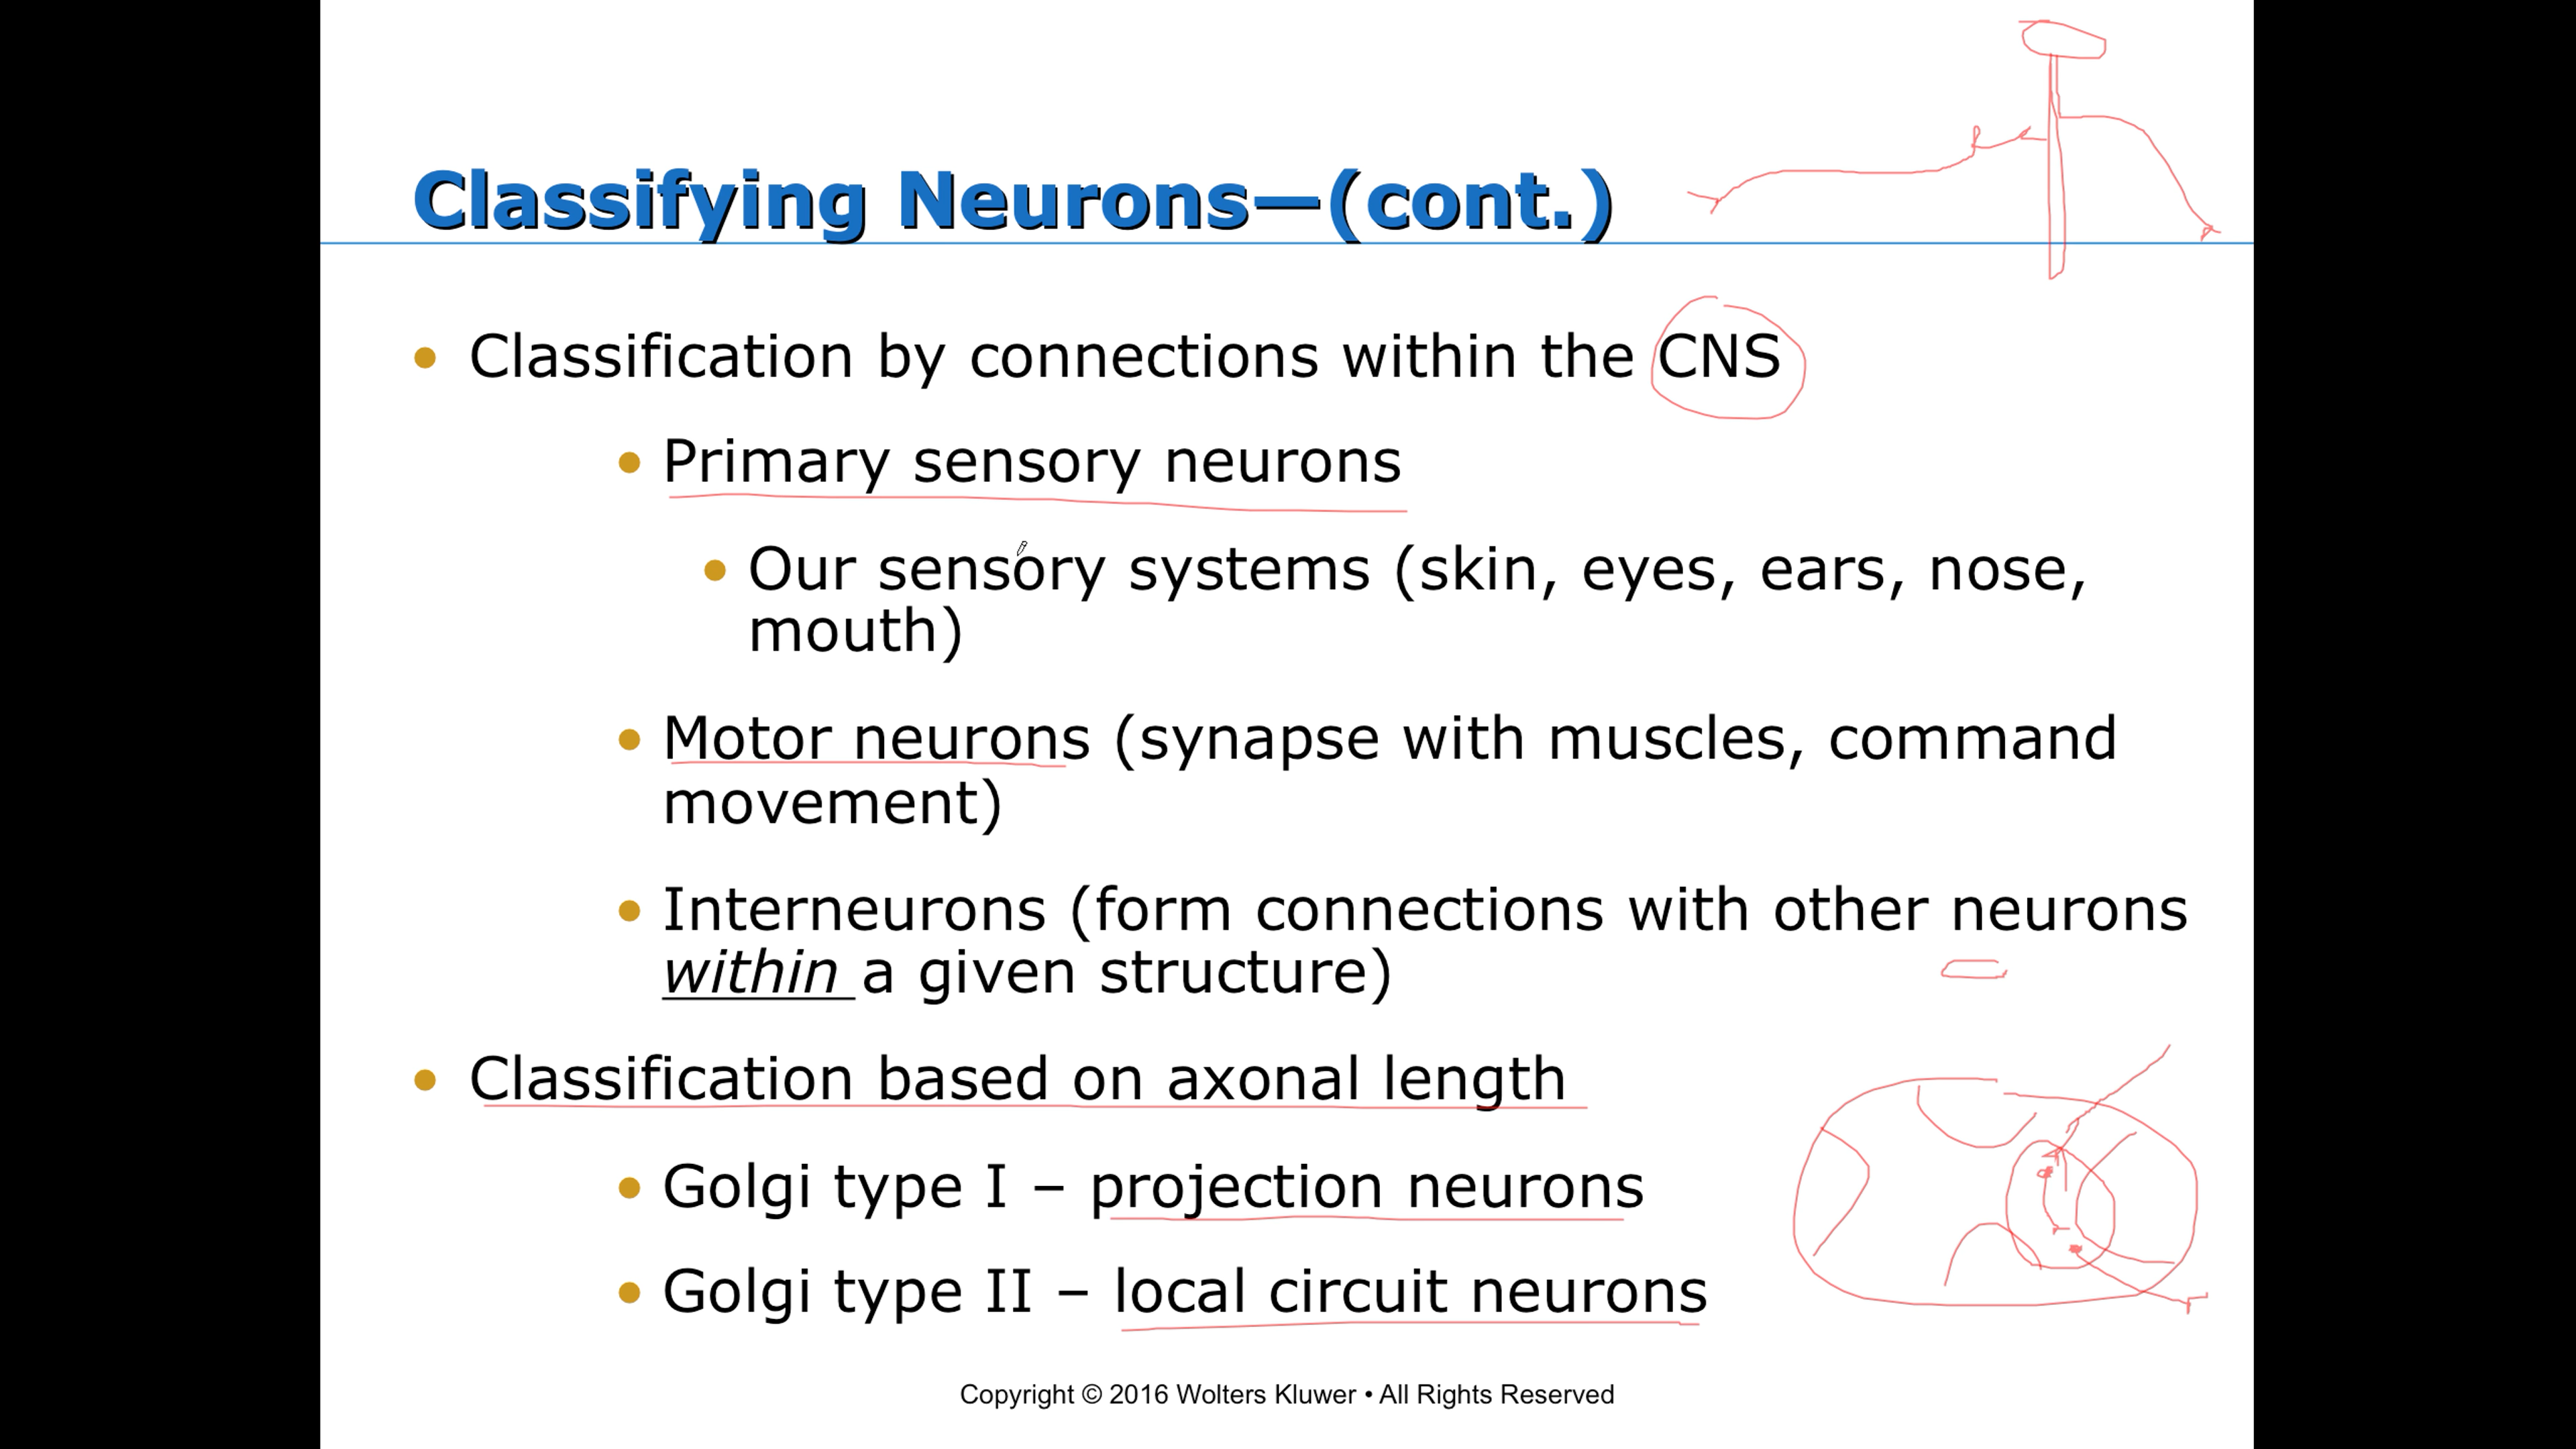 Classifying Neurons—(cont.)
• Classification by connections within the CNS
• Primary sensory neurons
• Our sensory systems (skin, eyes, ears, nose,
mouth)
• Motor neurons (synapse with muscles, command
movement)
• Interneurons (form connections with other neurons
within a given structure)
• Classification based on axonal length
• Golgi type I – projection neurons
• Golgi type II – local circuit neurons
Copyright © 2016 Wolters Kluwer • All Rights Reserved